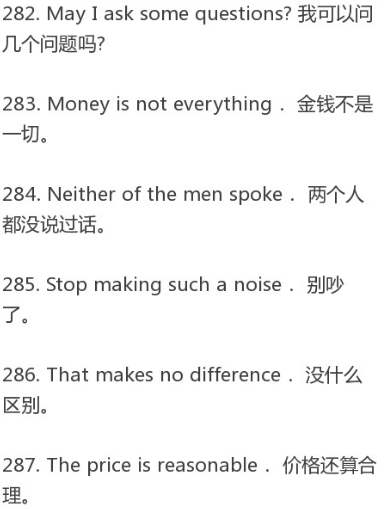 282. May I ask some questions? 我可以问
几个问题吗?
283. Money is not everything． 金钱不是
一切。
284. Neither of the men spoke． 两个人
都没说过话。
285. Stop making such a noise． 别吵
了。
286. That makes no difference． 没什么
区别。
287. The price is reasonable． 价格还算合
理。